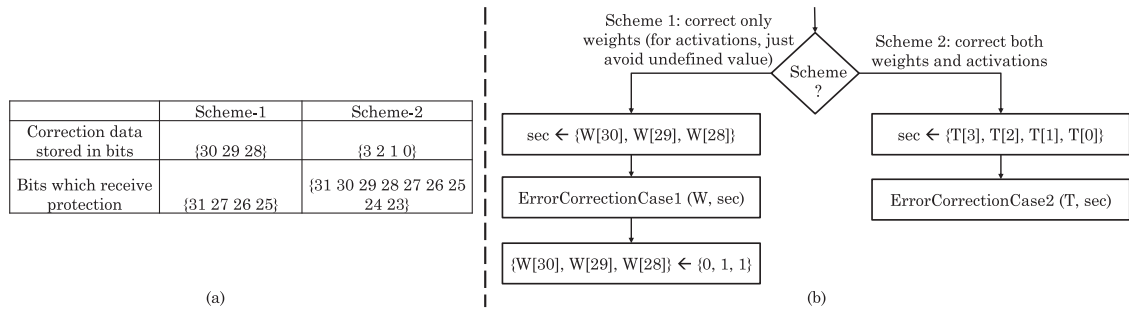 Scheme-1 Scheme-2
Correction data
stored in bits
{30 29 28} {3 2 1 0}
Bits which receive
protection
{31 27 26 25}
{31 30 29 28 27 26 25
24 23}
(a)
Scheme 1: correct only
weights (for activations, just
avoid undefined value)
Scheme
?
Scheme 2: correct both
weights and activations
sec ← {W[30], W[29], W[28]}
ErrorCorrectionCase1 (W, sec)
{W[30], W[29], W[28]} ← {0, 1, 1}
sec ← {T[3], T[2], T[1], T[0]}
ErrorCorrectionCase2 (T, sec)
(b)